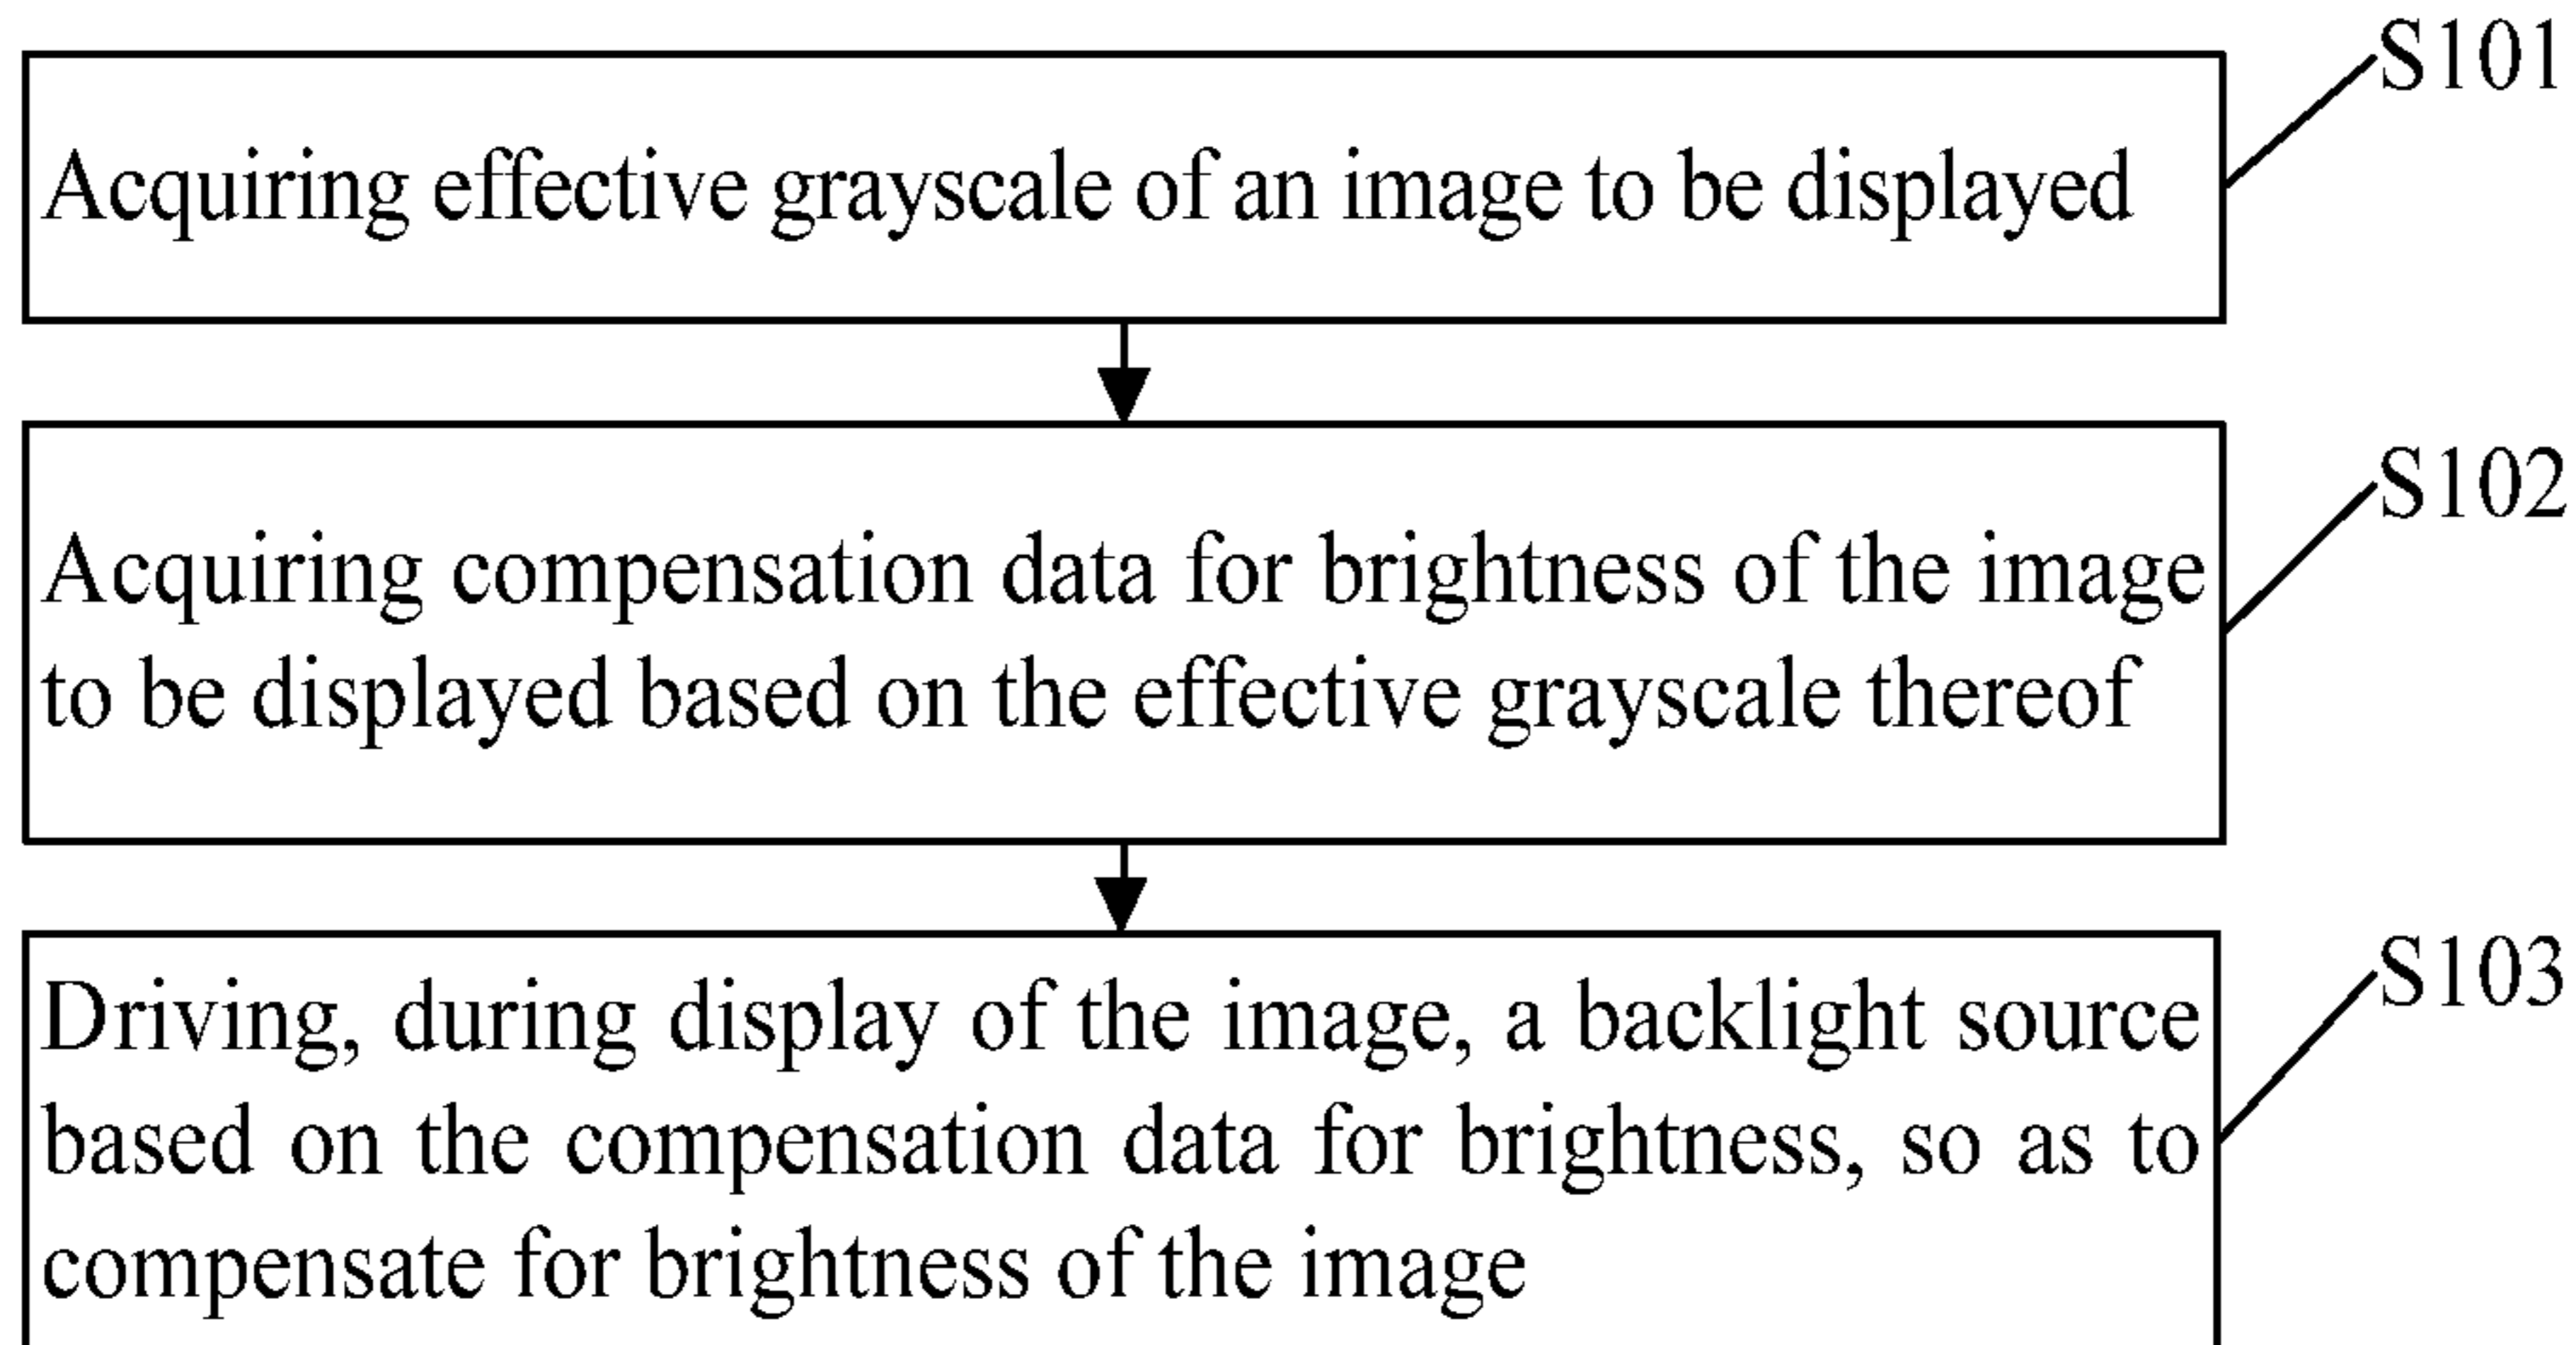 S101
Acquiring effective grayscale of an image to be displayed
S102
Acquiring compensation data for brightness of the image
to be displayed based on the effective grayscale thereof
S103
Driving, during display of the image, a backlight source
based on the compensation data for brightness, so as to
compensate for brightness of the image